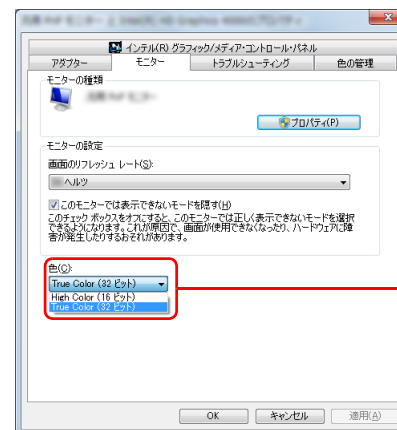 インテル(R) グラフィック/メディア･コントロール･パネル
アダプター
モニター
トラブルシューティング
色の管理
モニターの種類
プロパティ(P)
モニターの設定
画面のリフレッシュ レート(S):
ヘルツ
このモニターでは表示できないモードを隠す(H)
このチェック ボックスをオフにすると、このモニターでは正しく表示できないモードを選択
できるようになります。これが原因で、画面が使用できなくなったり、ハードウェアに障
害が発生したりするおそれがあります。
色(C):
True Color (32 ビット)
High Color (16 ビット)
True Color (32 ビット)
OK
キャンセル
適用(A)